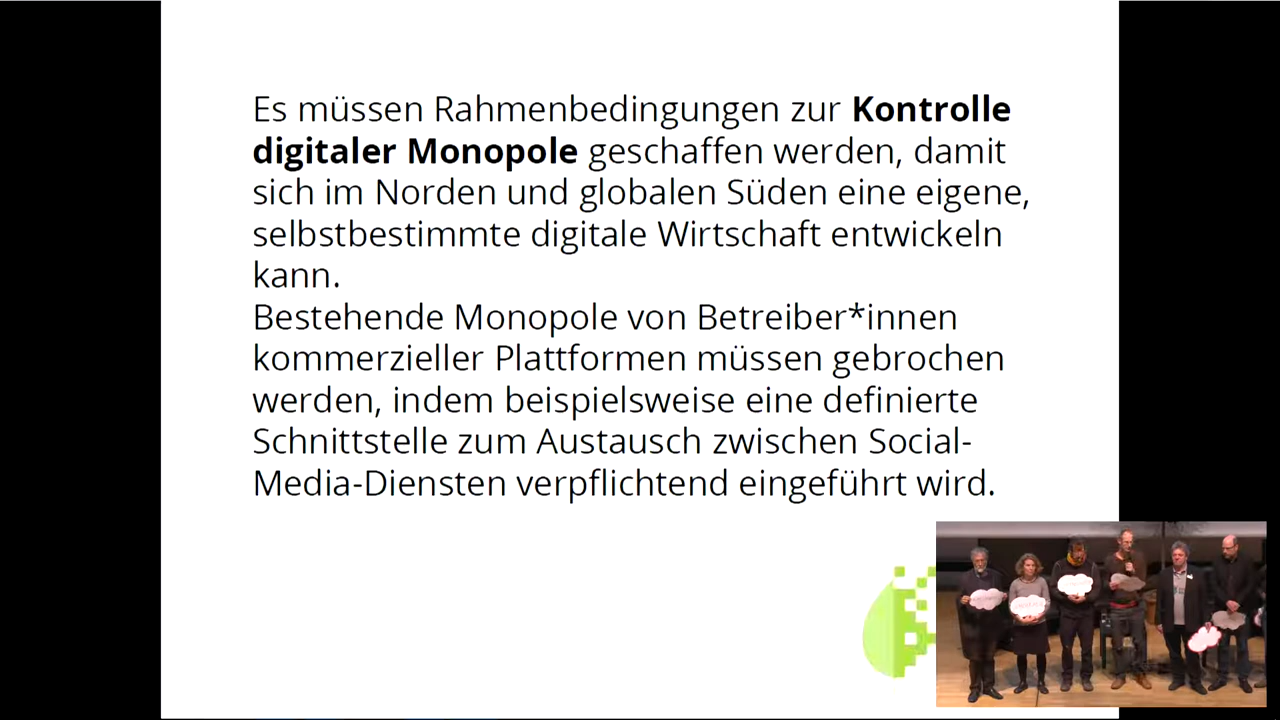 Es müssen Rahmenbedingungen zur Kontrolle
digitaler Monopole geschaffen werden, damit
sich im Norden und globalen Süden eine eigene,
selbstbestimmte digitale Wirtschaft entwickeln
kann.
Bestehende Monopole von Betreiber*innen
kommerzieller Plattformen müssen gebrochen
werden, indem beispielsweise eine definierte
Schnittstelle zum Austausch zwischen Social-
Media-Diensten verpflichtend eingeführt wird.